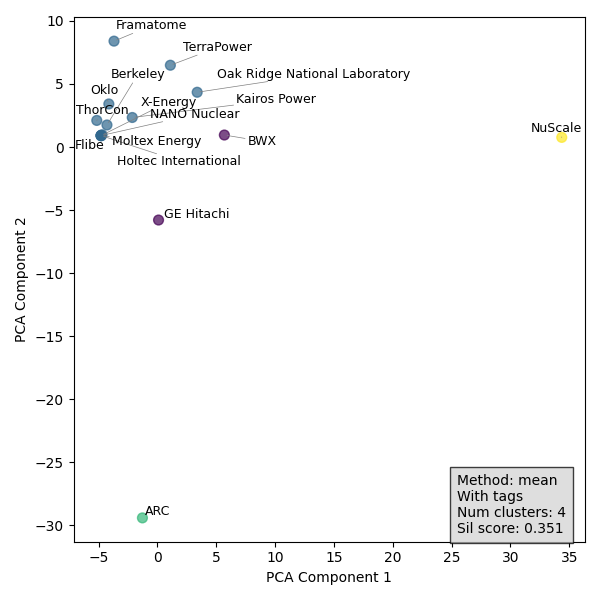 10
5
0
−5
−10
−15
−20
−25
−30
PCA Component 2
Framatome
TerraPower
Berkeley
Oak Ridge National Laboratory
Oklo
Kairos Power
X-Energy
ThorCon
NANO Nuclear
NuScale
Flibe
Moltex Energy
BWX
Holtec International
GE Hitachi
ARC
Method: mean
With tags
Num clusters: 4
Sil score: 0.351
−5 0 5 10 15 20 25 30 35
PCA Component 1